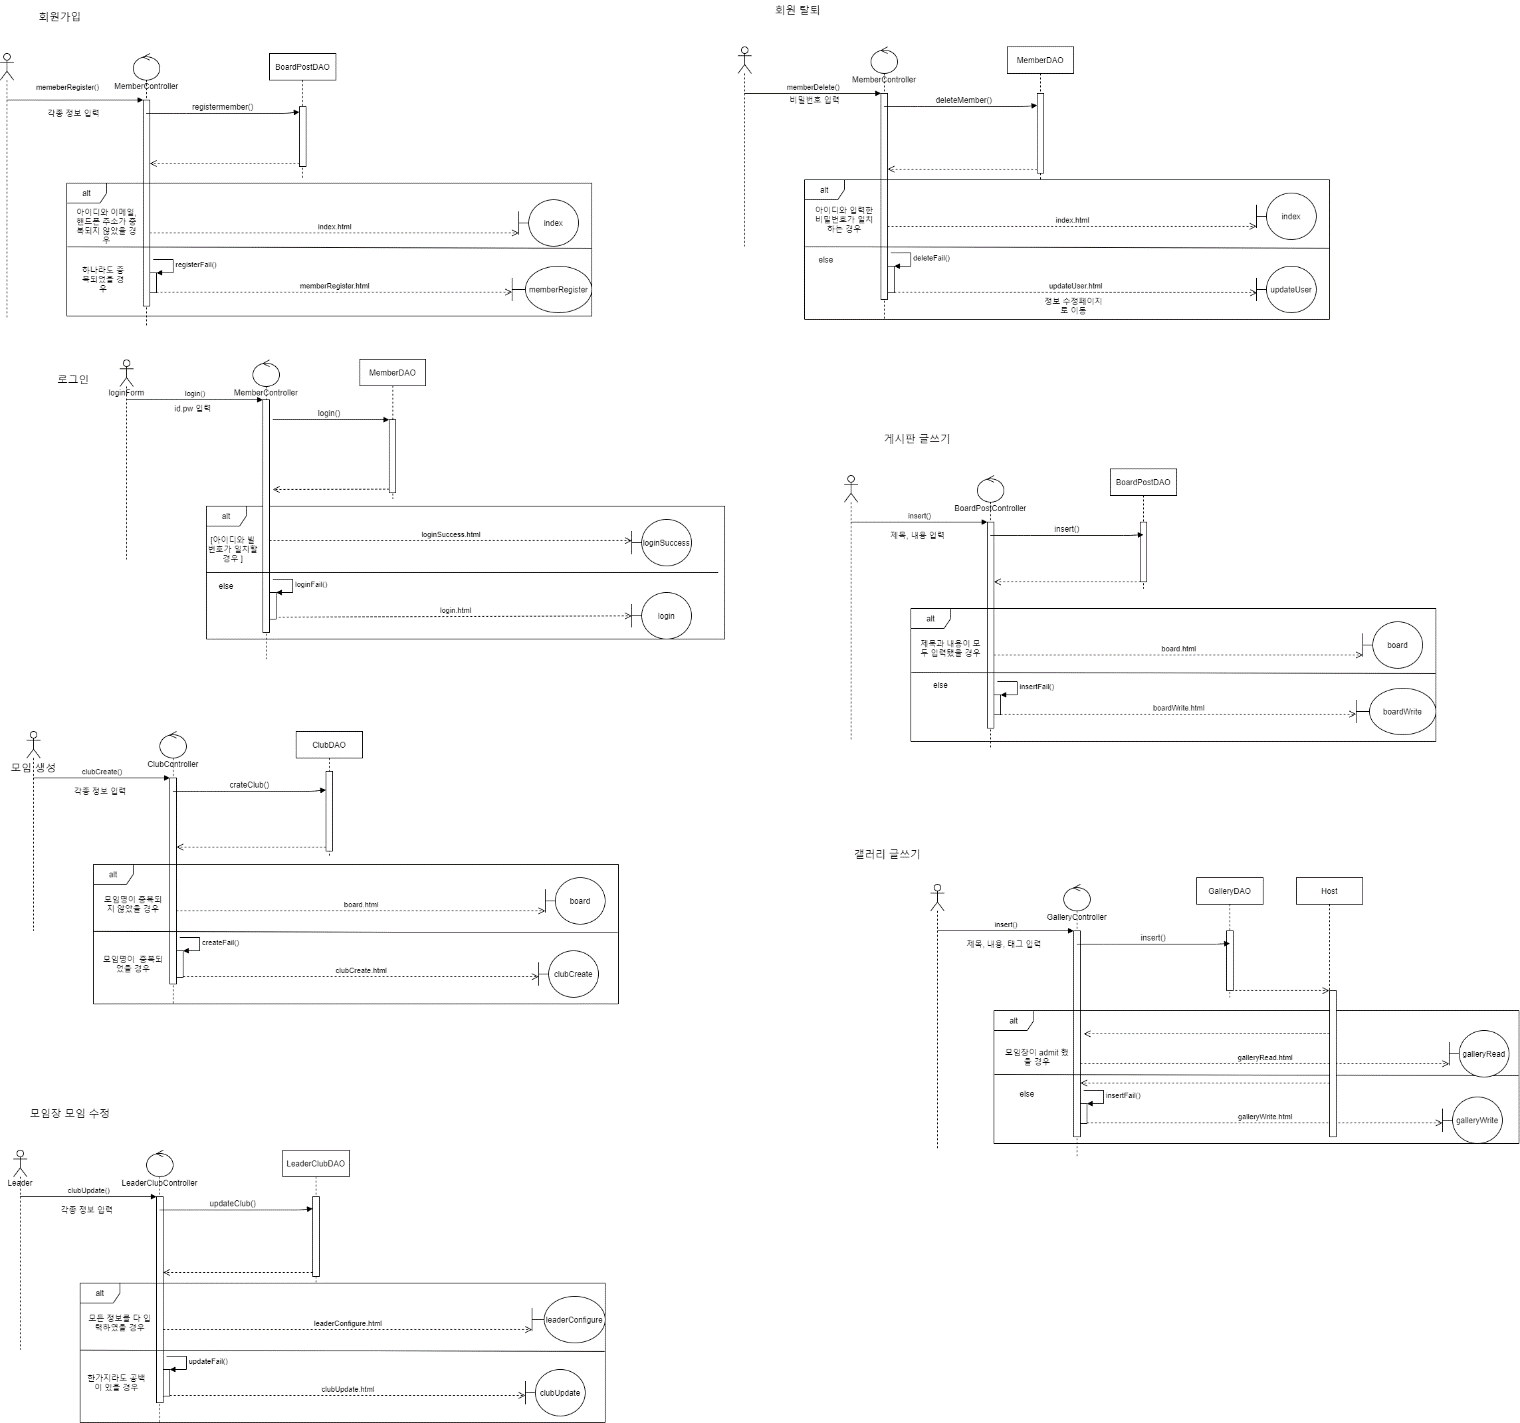 회원가입
BoardPostDAO
MemberController
memeberRegister()
각종 정보 입력
registermember()
alt
아이디와 이메일,
핸드폰 주소가 중
복되지 않았을 경
우
index.html
index
하나라도 중
복되었을 경
우
registerFail()
memberRegister.html
memberRegister
회원 탈퇴
MemberDAO
MemberController
memberDelete()
비밀번호 입력
deleteMember()
alt
아이디와 입력한
비밀번호가 일치
하는 경우
index.html
index
else
deleteFail()
updateUser.html
정보 수정페이지
로 이동
updateUser
로그인
loginForm
MemberController
MemberDAO
login()
id.pw 입력
login()
alt
[아이디와 빌
번호가 일치할
경우 ]
loginSuccess.html
loginSuccess
else
loginFail()
login.html
login
게시판 글쓰기
BoardPostDAO
BoardPostController
insert()
제목, 내용 입력
insert()
alt
제목과 내용이 모
두 입력됐을 경우
board.html
board
else
insertFail()
boardWrite.html
boardWrite
모임 생성
ClubController
ClubDAO
clubCreate()
각종 정보 입력
crateClub()
alt
모임명이 중복되
지 않았을 경우
board.html
board
모임명이 중복되
었을 경우
createFail()
clubCreate.html
clubCreate
갤러리 글쓰기
GalleryDAO
Host
GalleryController
insert()
제목, 내용, 태그 입력
insert()
alt
모임장이 admit 했
을 경우
galleryRead.html
galleryRead
else
insertFail()
galleryWrite.html
galleryWrite
모임장 모임 수정
Leader
LeaderClubController
LeaderClubDAO
clubUpdate()
각종 정보 입력
updateClub()
alt
모든 정보를 다 입
력하였을 경우
leaderConfigure.html
leaderConfigure
한가지라도 공백
이 있을 경우
updateFail()
clubUpdate.html
clubUpdate